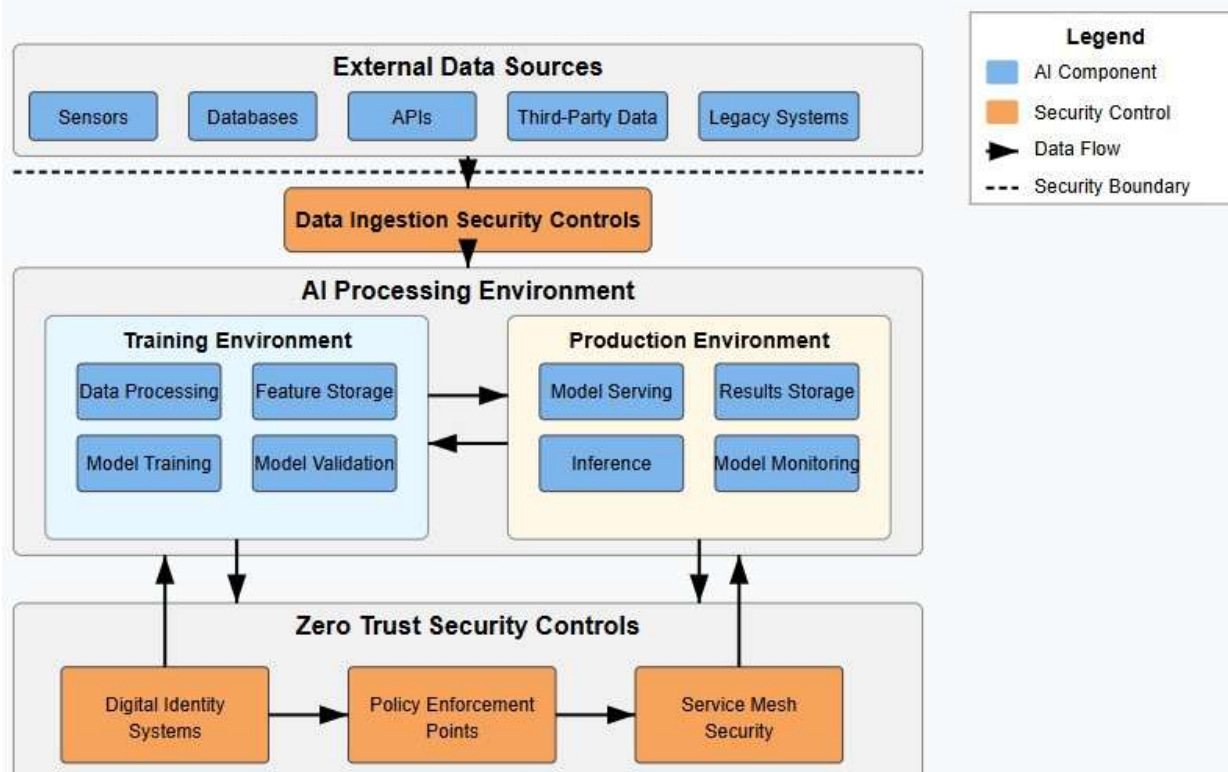 External Data Sources
Sensors
Databases
APIs
Third-Party Data
Legacy Systems
Data Ingestion Security Controls
AI Processing Environment
Training Environment
Data Processing
Feature Storage
Model Training
Model Validation
Production Environment
Model Serving
Results Storage
Inference
Model Monitoring
Zero Trust Security Controls
Digital Identity
Systems
Policy Enforcement
Points
Service Mesh
Security
Legend
AI Component
Security Control
Data Flow
Security Boundary